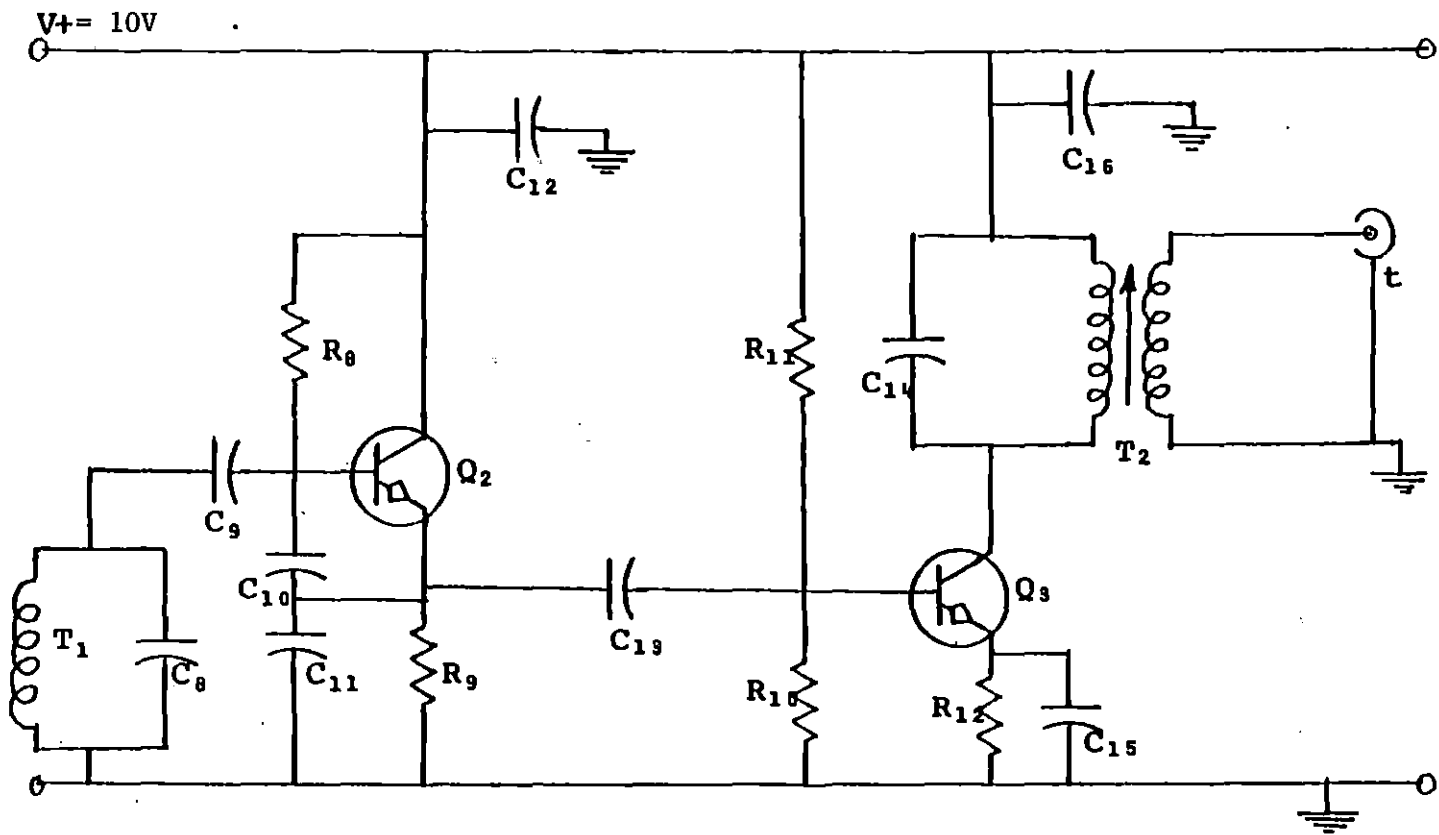 V+= 10V
C₁₂
C₁₆
t
R₈
R₁₁
C₁₄
T₂
Q₂
C₉
C₁₀
Q₃
T₁
C₈
C₁₁
R₉
C₁₃
R₁₀
R₁₂
C₁₅